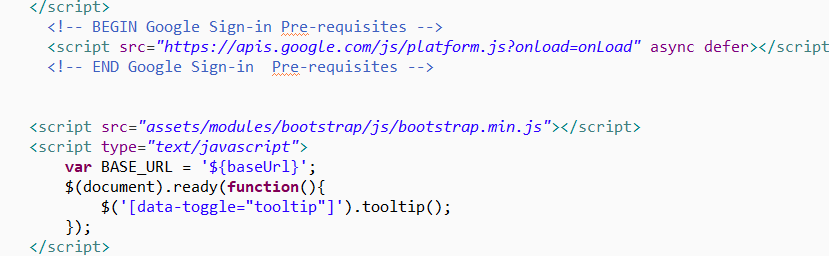 </script>
<!-- BEGIN Google Sign-in Pre-requisites -->
<script src="https://apis.google.com/js/platform.js?onload=onLoad" async defer></script
<!-- END Google Sign-in  Pre-requisites -->
<script src="assets/modules/bootstrap/js/bootstrap.min.js"></script>
<script type="text/javascript">
var BASE_URL = '${baseUrl}';
$(document).ready(function(){
$('[data-toggle="tooltip"]').tooltip();
});
</script>